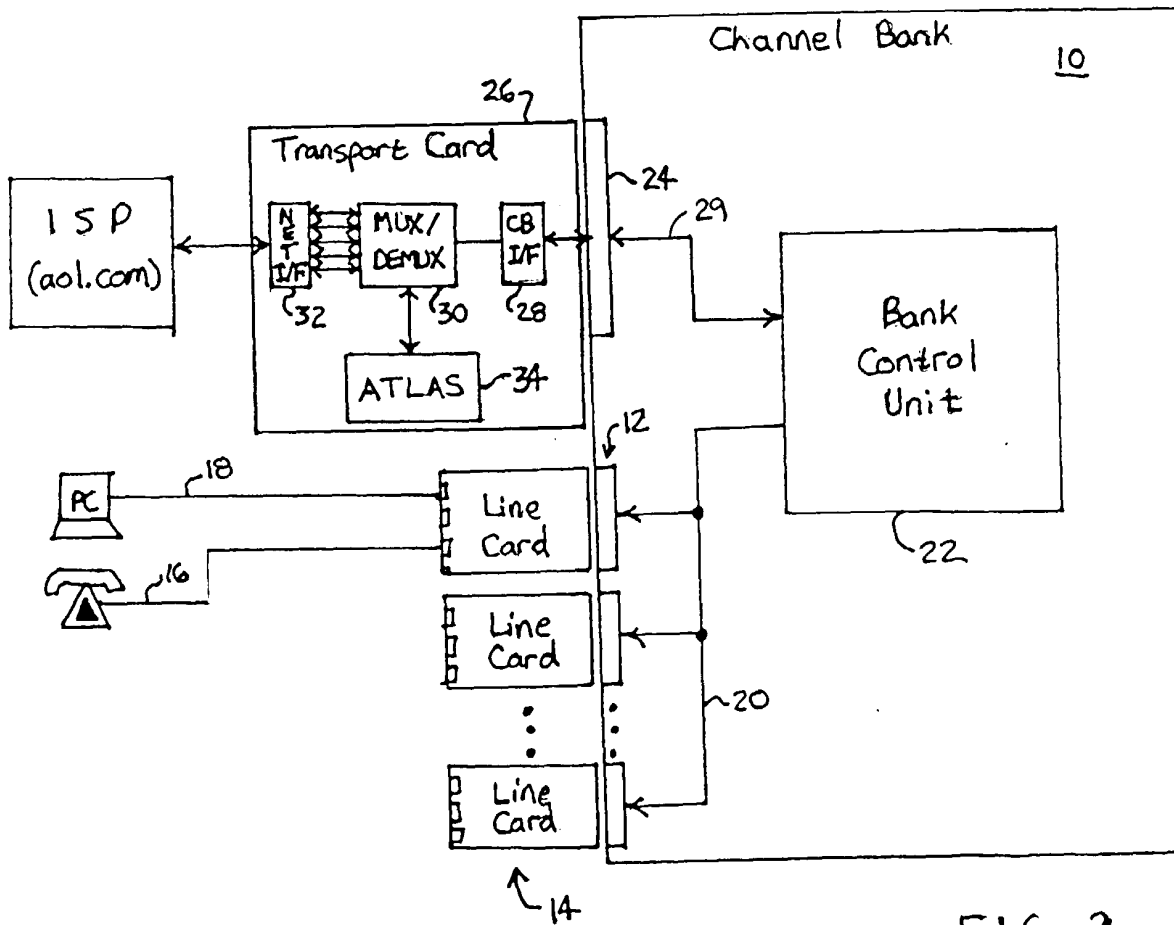 Channel Bank
10
26
Transport Card
24
ISP
(aol.com)
NET I/F
MUX/
DEMUX
CB
I/F
29
32
30
28
Bank
Control
Unit
ATLAS
34
12
18
PC
Line
Card
22
16
Line
Card
20
Line
Card
14